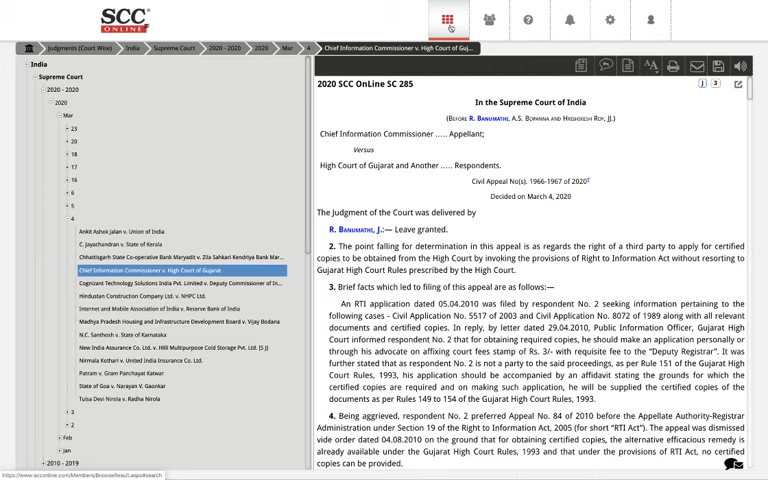 SCC
ONLINE
Judgments (Court Wise) India Supreme Court 2020 - 2020 2020 Mar 4 Chief Information Commissioner v. High Court of Guj...
India
Supreme Court
2020 - 2020
2020
Mar
23
20
18
17
16
6
5
4
Ankit Ashok Jalan v. Union of India
C. Jayachandran v. State of Kerala
Chhattisgarh State Co-operative Bank Maryadit v. Zila Sahkari Kendriya Bank Mar...
Chief Information Commissioner v. High Court of Gujarat
Cognizant Technology Solutions India Pvt. Limited v. Deputy Commissioner of In...
Hindustan Construction Company Ltd. v. NHPC Ltd.
Internet and Mobile Association of India v. Reserve Bank of India
Madhya Pradesh Housing and Infrastructure Development Board v. Vijay Bodana
N.C. Santhosh v. State of Karnataka
New India Assurance Co. Ltd. v. Hilli Multipurpose Cold Storage Pvt. Ltd. [5 J]
Nirmala Kothari v. United India Insurance Co. Ltd.
Patram v. Gram Panchayat Katwar
State of Goa v. Narayan V. Gaonkar
Tulsa Devi Nirola v. Radha Nirola
3
2
Feb
Jan
2010 - 2019
https://www.scconline.com/Members/BrowseResult.aspx#search
2020 SCC OnLine SC 285
J 3
In the Supreme Court of India
(BEFORE R. BANUMATHI, A.S. BOPANNA AND HRISHIKESH ROY, JJ.)
Chief Information Commissioner ..... Appellant;
Versus
High Court of Gujarat and Another ..... Respondents.
Civil Appeal No(s). 1966-1967 of 2020
Decided on March 4, 2020
The Judgment of the Court was delivered by
R. BANUMATHI, J.:— Leave granted.
2. The point falling for determination in this appeal is as regards the right of a third party to apply for certified
copies to be obtained from the High Court by invoking the provisions of Right to Information Act without resorting to
Gujarat High Court Rules prescribed by the High Court.
3. Brief facts which led to filing of this appeal are as follows:—
An RTI application dated 05.04.2010 was filed by respondent No. 2 seeking information pertaining to the
following cases - Civil Application No. 5517 of 2003 and Civil Application No. 8072 of 1989 along with all relevant
documents and certified copies. In reply, by letter dated 29.04.2010, Public Information Officer, Gujarat High
Court informed respondent No. 2 that for obtaining required copies, he should make an application personally or
through his advocate on affixing court fees stamp of Rs. 3/- with requisite fee to the “Deputy Registrar”. It was
further stated that as respondent No. 2 is not a party to the said proceedings, as per Rule 151 of the Gujarat High
Court Rules, 1993, his application should be accompanied by an affidavit stating the grounds for which the
certified copies are required and on making such application, he will be supplied the certified copies of the
documents as per Rules 149 to 154 of the Gujarat High Court Rules, 1993.
4. Being aggrieved, respondent No. 2 preferred Appeal No. 84 of 2010 before the Appellate Authority-Registrar
Administration under Section 19 of the Right to Information Act, 2005 (for short “RTI Act”). The appeal was dismissed
vide order dated 04.08.2010 on the ground that for obtaining certified copies, the alternative efficacious remedy is
already available under the Gujarat High Court Rules, 1993 and that under the provisions of RTI Act, no certified
copies can be provided.